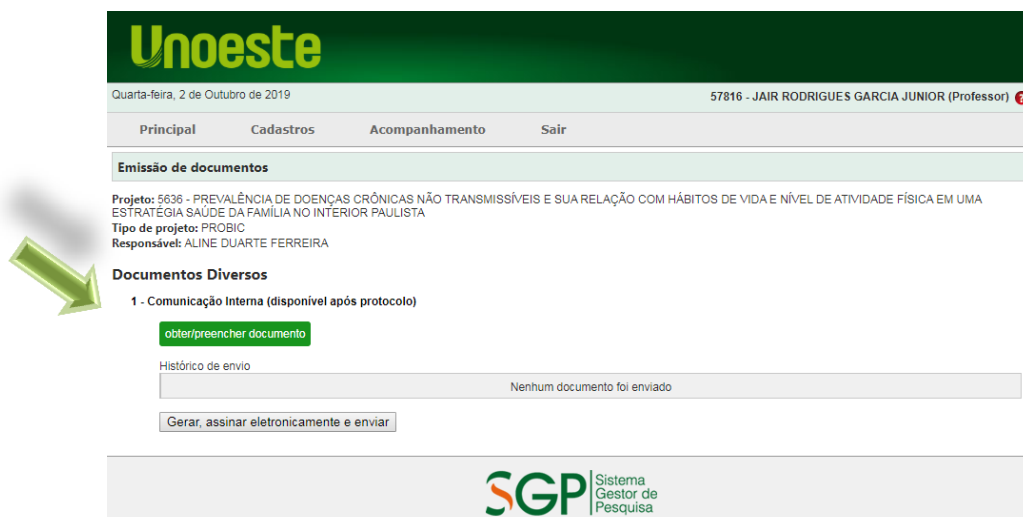 Unoeste
Quarta-feira, 2 de Outubro de 2019
57816 - JAIR RODRIGUES GARCIA JUNIOR (Professor) ?
Principal Cadastros Acompanhamento Sair
Emissão de documentos
Projeto: 5636 - PREVALÊNCIA DE DOENÇAS CRÔNICAS NÃO TRANSMISSÍVEIS E SUA RELAÇÃO COM HÁBITOS DE VIDA E NÍVEL DE ATIVIDADE FÍSICA EM UMA
ESTRATÉGIA SAÚDE DA FAMÍLIA NO INTERIOR PAULISTA
Tipo de projeto: PROBIC
Responsável: ALINE DUARTE FERREIRA
Documentos Diversos
1 - Comunicação Interna (disponível após protocolo)
obter/preencher documento
Histórico de envio
Nenhum documento foi enviado
Gerar, assinar eletronicamente e enviar
SGP Sistema
Gestor de
Pesquisa